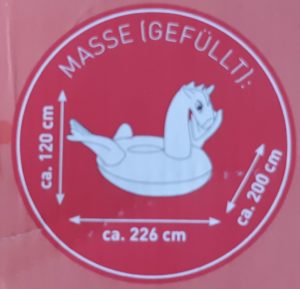 MASSE (GEFÜLLT):
ca. 120 cm
ca. 200 cm
ca. 226 cm